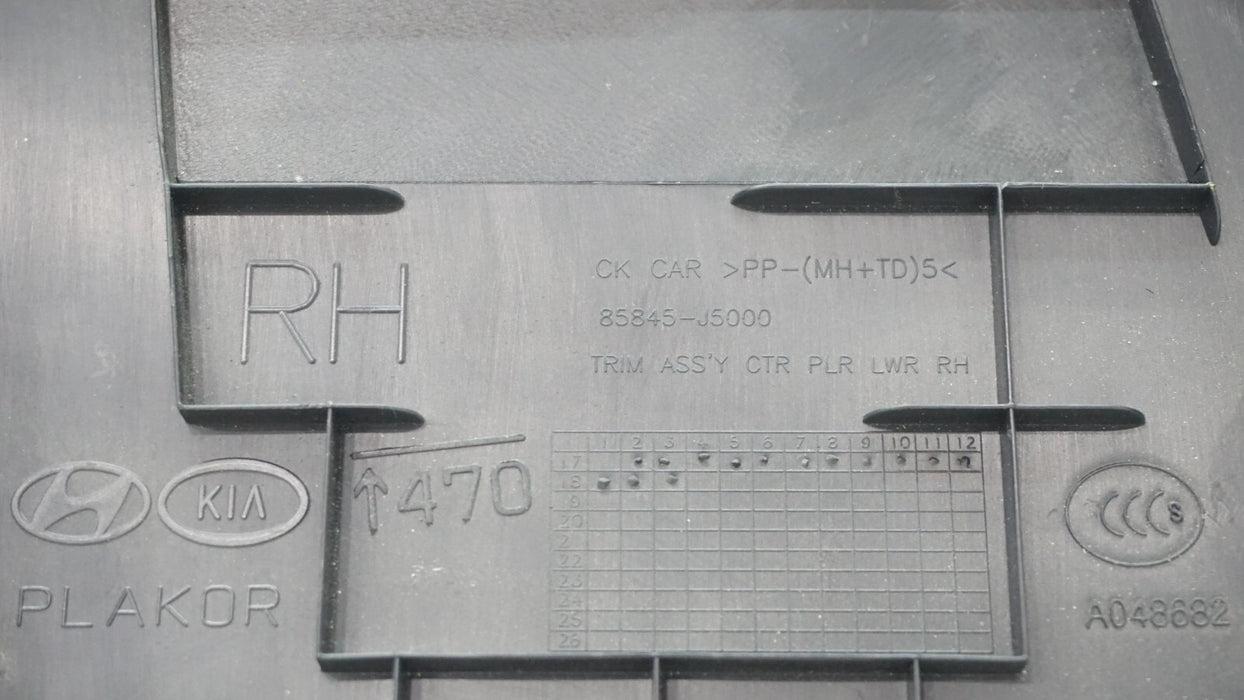 RH
CK CAR >PP-(MH+TD)5<
85845-J5000
TRIM ASS'Y CTR PLR LWR RH
↑470
1 2 3 4 5 6 7 8 9 10 11 12
17
18
19
20
21
22
23
24
25
26
KIA
PLAKOR
CCC S
A048682